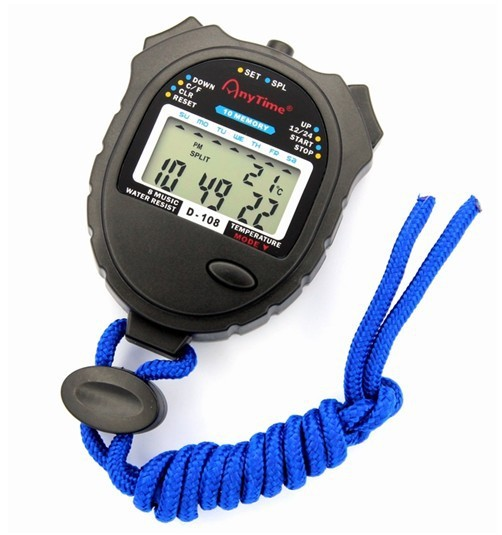 SET SPL
AnyTime®
DOWN
C/F
CLR
RESET
UP
12/24
START
STOP
10 MEMORY
SU MO TU WE TH FR SA
PM
SPLIT
21°C
10 49 22
8 MUSIC
WATER RESIST
D-108
TEMPERATURE
MODE ▼